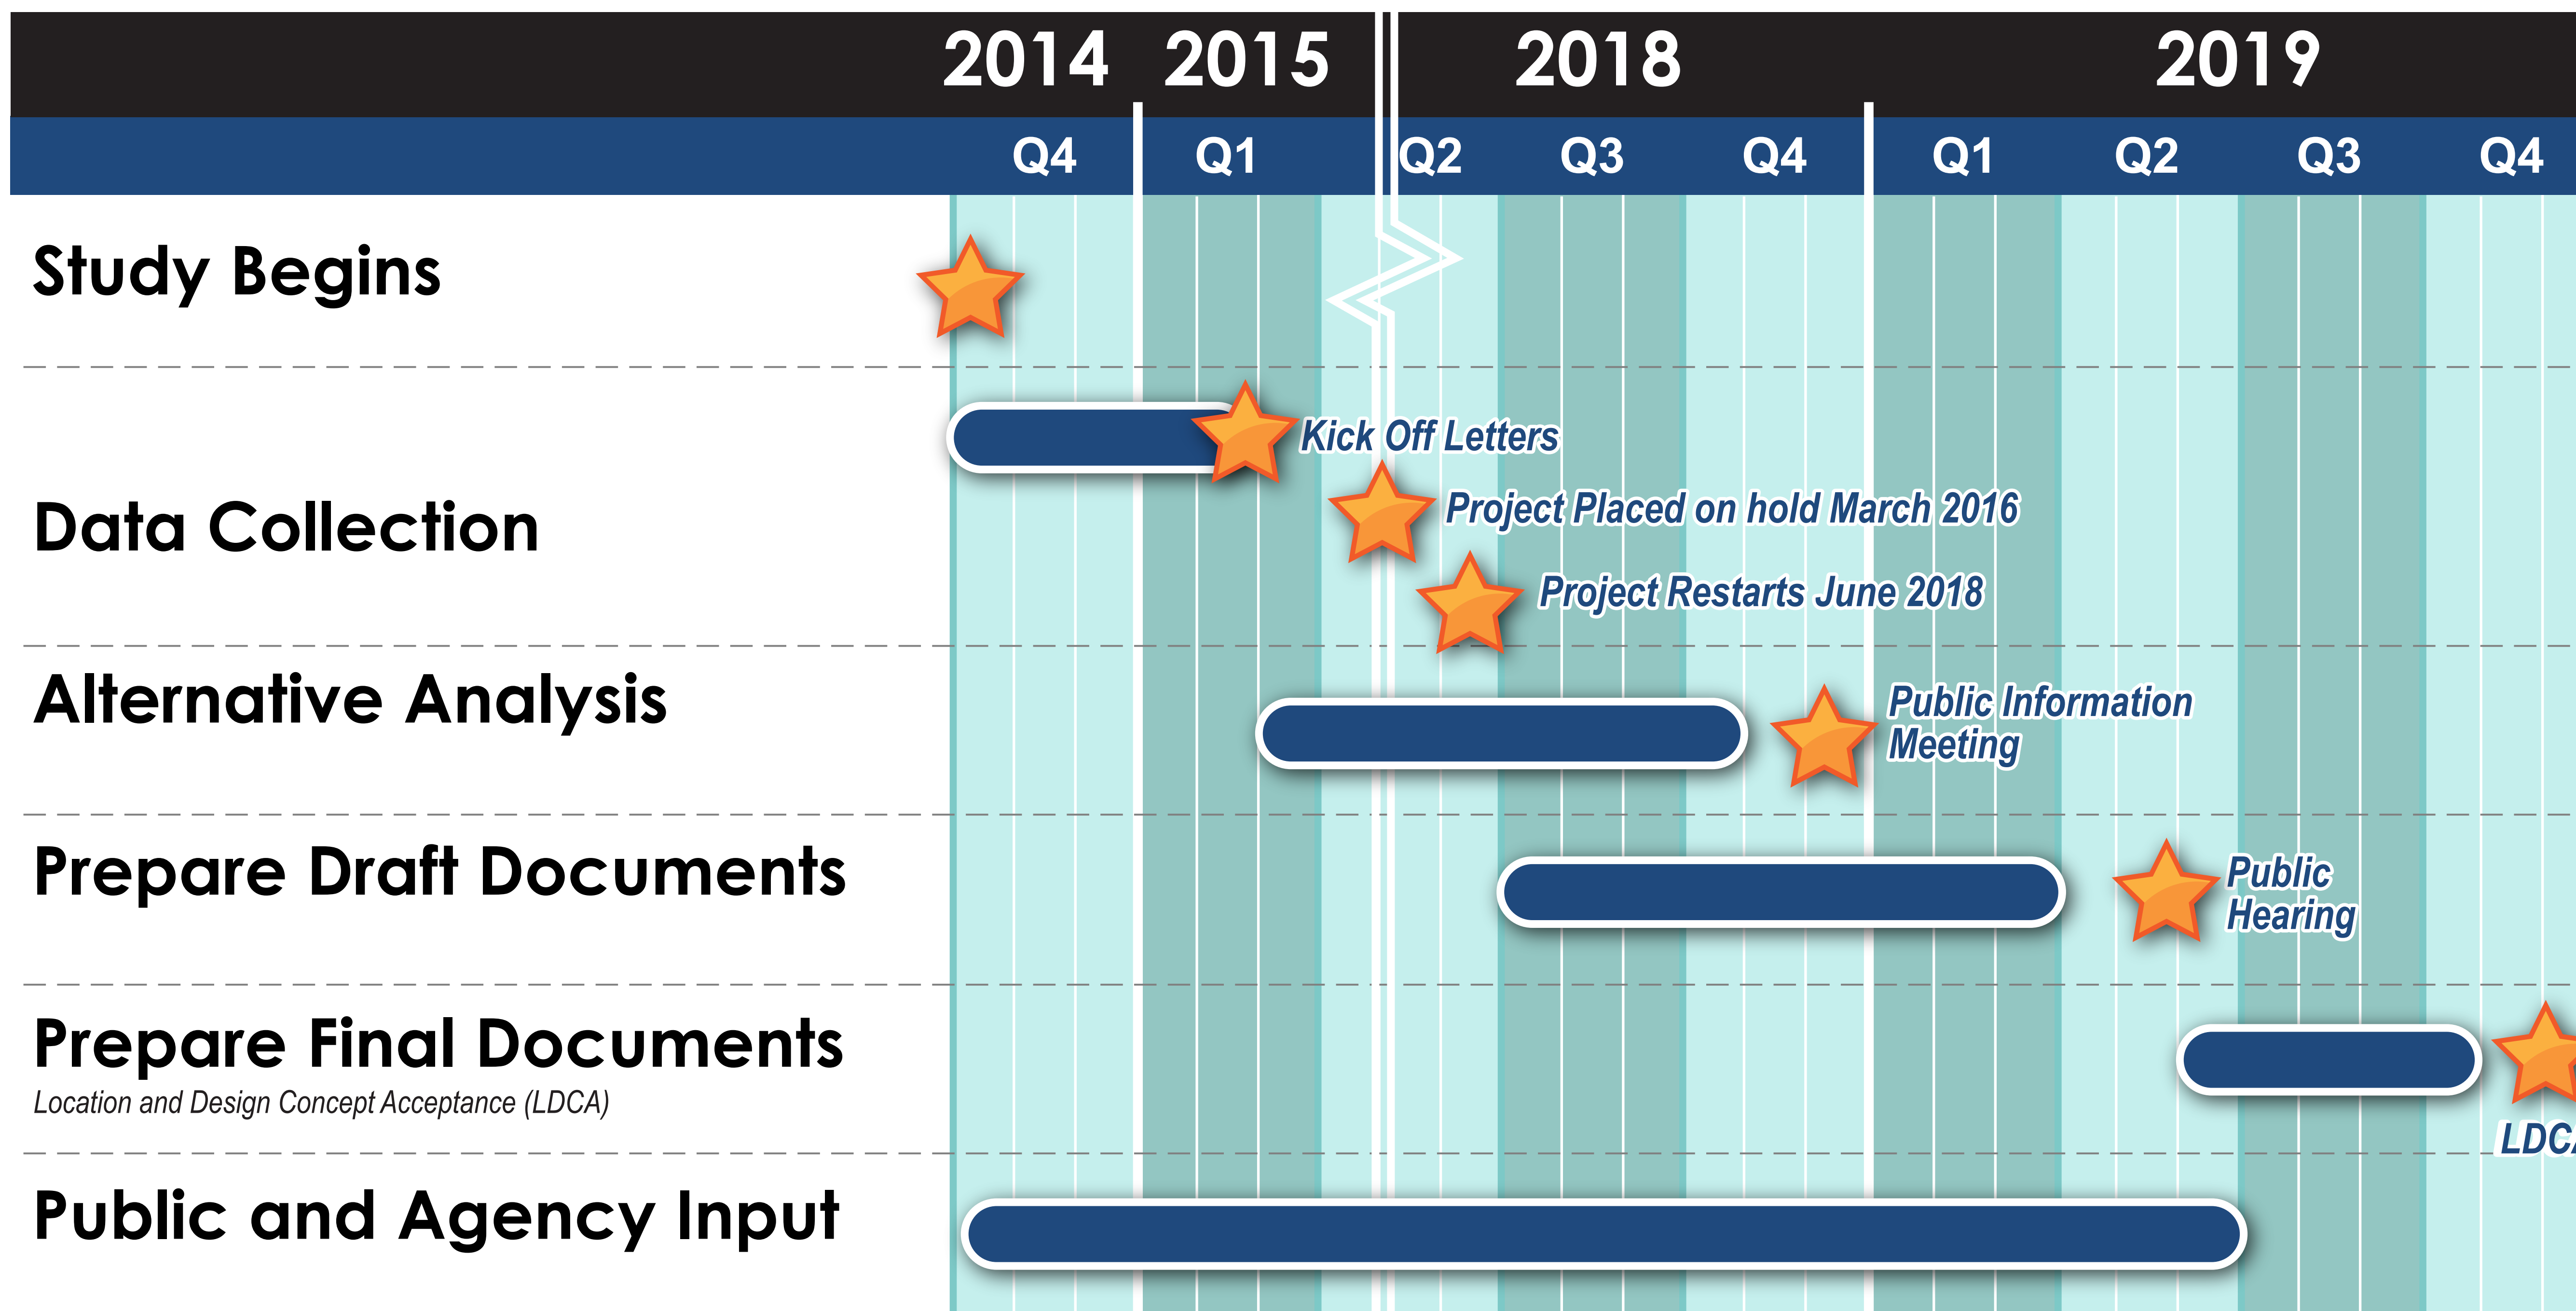 2014 2015 2018 2019
Q4 Q1 Q2 Q3 Q4 Q1 Q2 Q3 Q4
Study Begins
Kick Off Letters
Data Collection
Project Placed on hold March 2016
Project Restarts June 2018
Alternative Analysis
Public Information
Meeting
Prepare Draft Documents
Public
Hearing
Prepare Final Documents
Location and Design Concept Acceptance (LDCA)
LDCA
Public and Agency Input